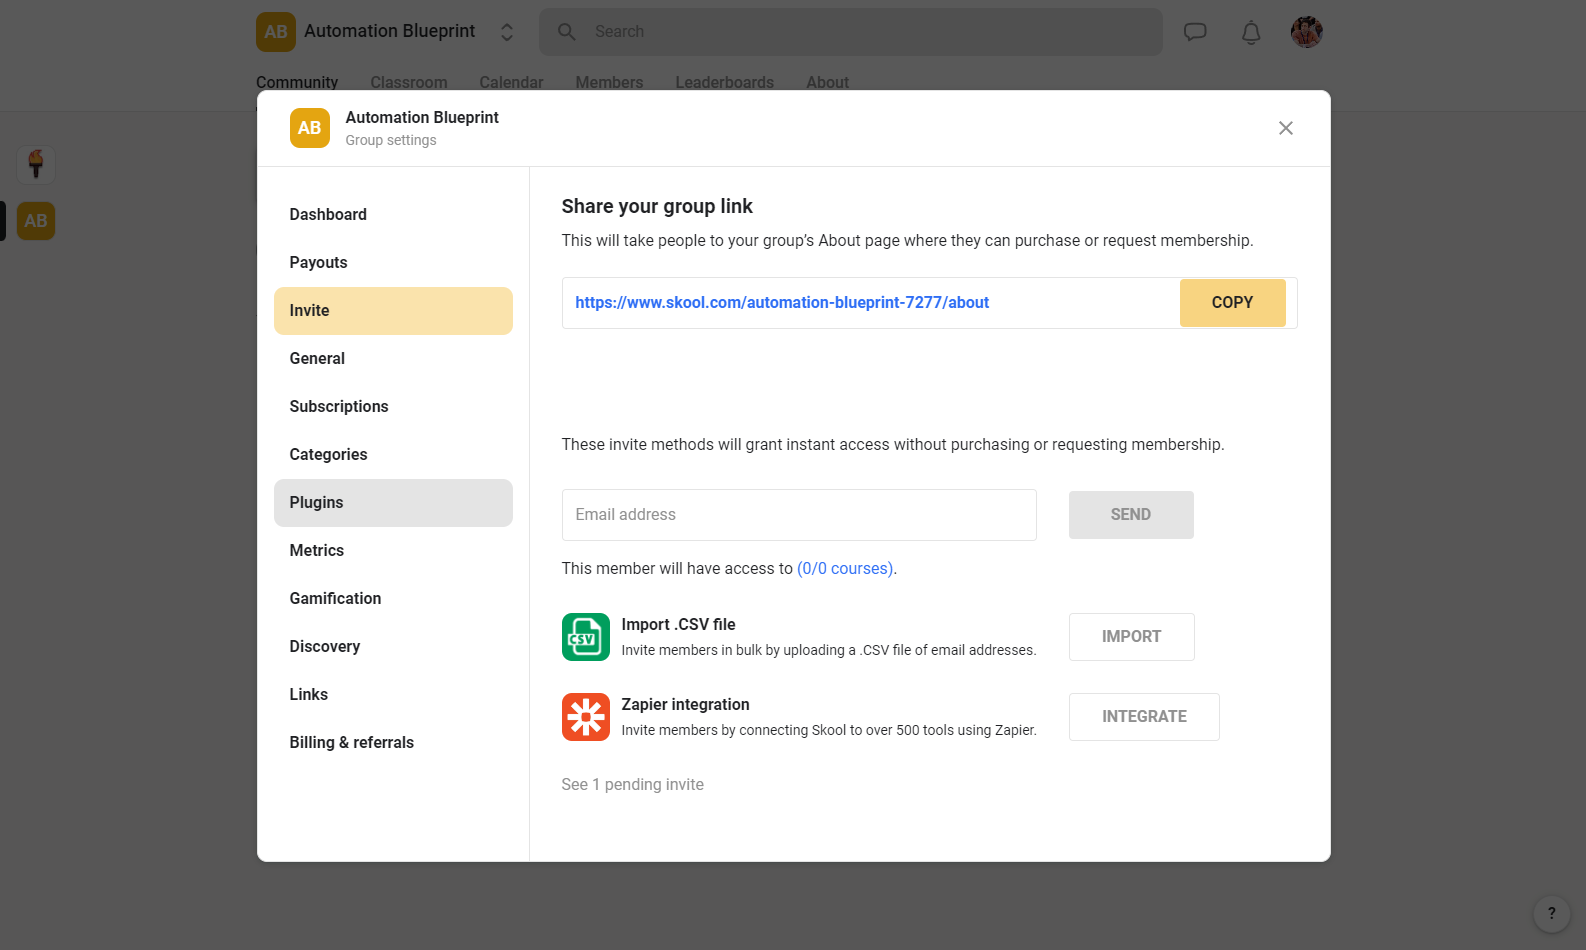 AB Automation Blueprint
Search
Community Classroom Calendar Members Leaderboards About
AB
AB
Automation Blueprint
Group settings
Dashboard
Payouts
Invite
General
Subscriptions
Categories
Plugins
Metrics
Gamification
Discovery
Links
Billing & referrals
Share your group link
This will take people to your group’s About page where they can purchase or request membership.
https://www.skool.com/automation-blueprint-7277/about
COPY
These invite methods will grant instant access without purchasing or requesting membership.
Email address
SEND
This member will have access to (0/0 courses).
CSV
Import .CSV file
Invite members in bulk by uploading a .CSV file of email addresses.
IMPORT
Zapier integration
Invite members by connecting Skool to over 500 tools using Zapier.
INTEGRATE
See 1 pending invite
?